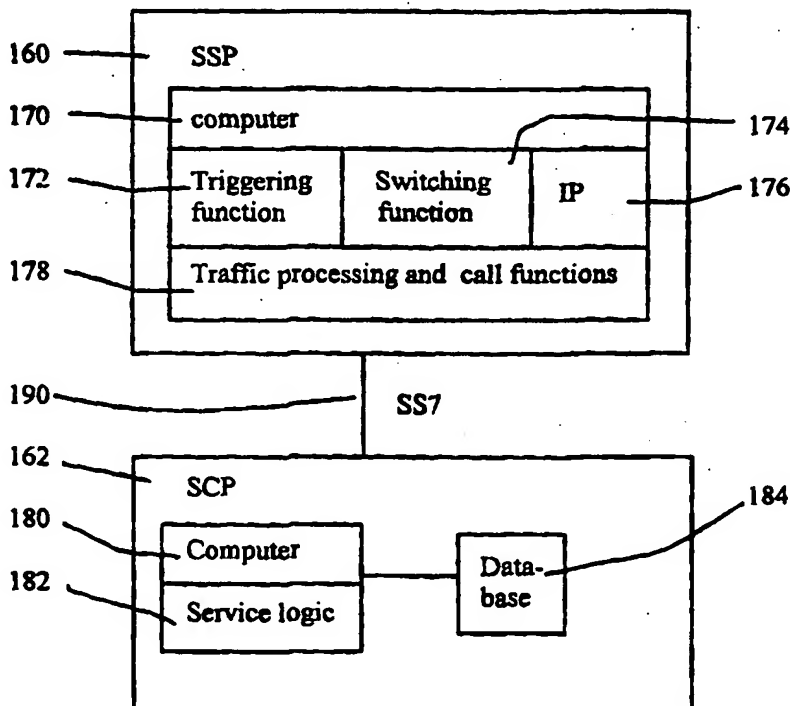 160
SSP
170
computer
174
172
Triggering
function
Switching
function
IP
176
178
Traffic processing and call functions
190
SS7
162
SCP
184
180
Computer
Data-
base
182
Service logic